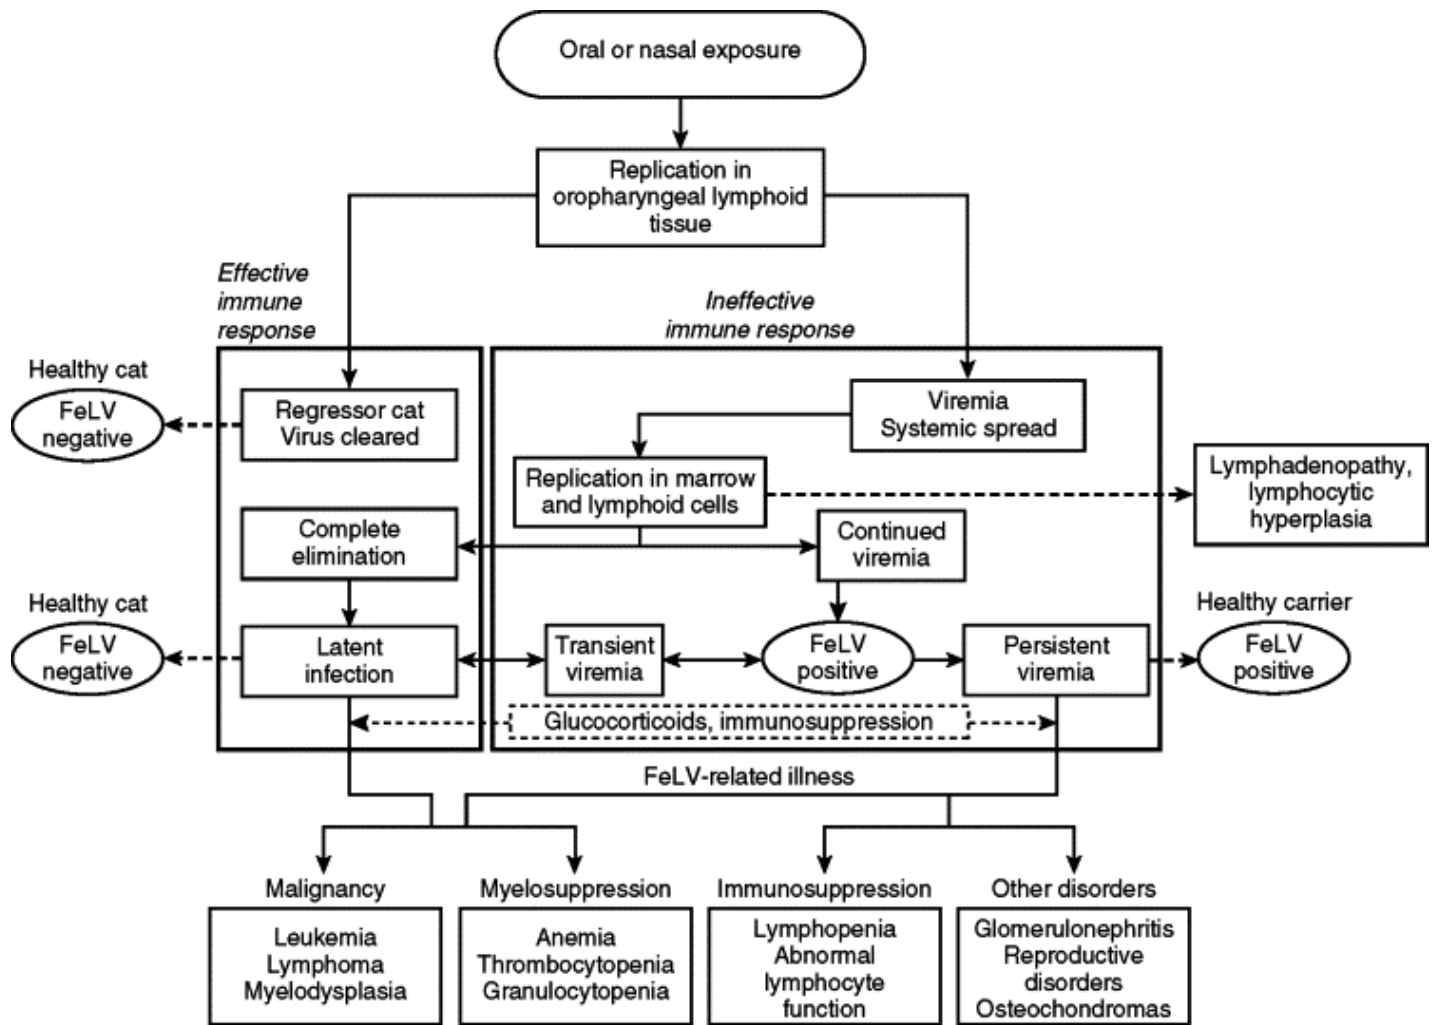 Oral or nasal exposure
Replication in
oropharyngeal lymphoid
tissue
Effective
immune
response
Ineffective
immune response
Healthy cat
FeLV
negative
Regressor cat
Virus cleared
Viremia
Systemic spread
Replication in marrow
and lymphoid cells
Lymphadenopathy,
lymphocytic
hyperplasia
Complete
elimination
Continued
viremia
Healthy cat
FeLV
negative
Latent
infection
Transient
viremia
FeLV
positive
Persistent
viremia
Healthy carrier
FeLV
positive
Glucocorticoids, immunosuppression
FeLV-related illness
Malignancy
Leukemia
Lymphoma
Myelodysplasia
Myelosuppression
Anemia
Thrombocytopenia
Granulocytopenia
Immunosuppression
Lymphopenia
Abnormal
lymphocyte
function
Other disorders
Glomerulonephritis
Reproductive
disorders
Osteochondromas